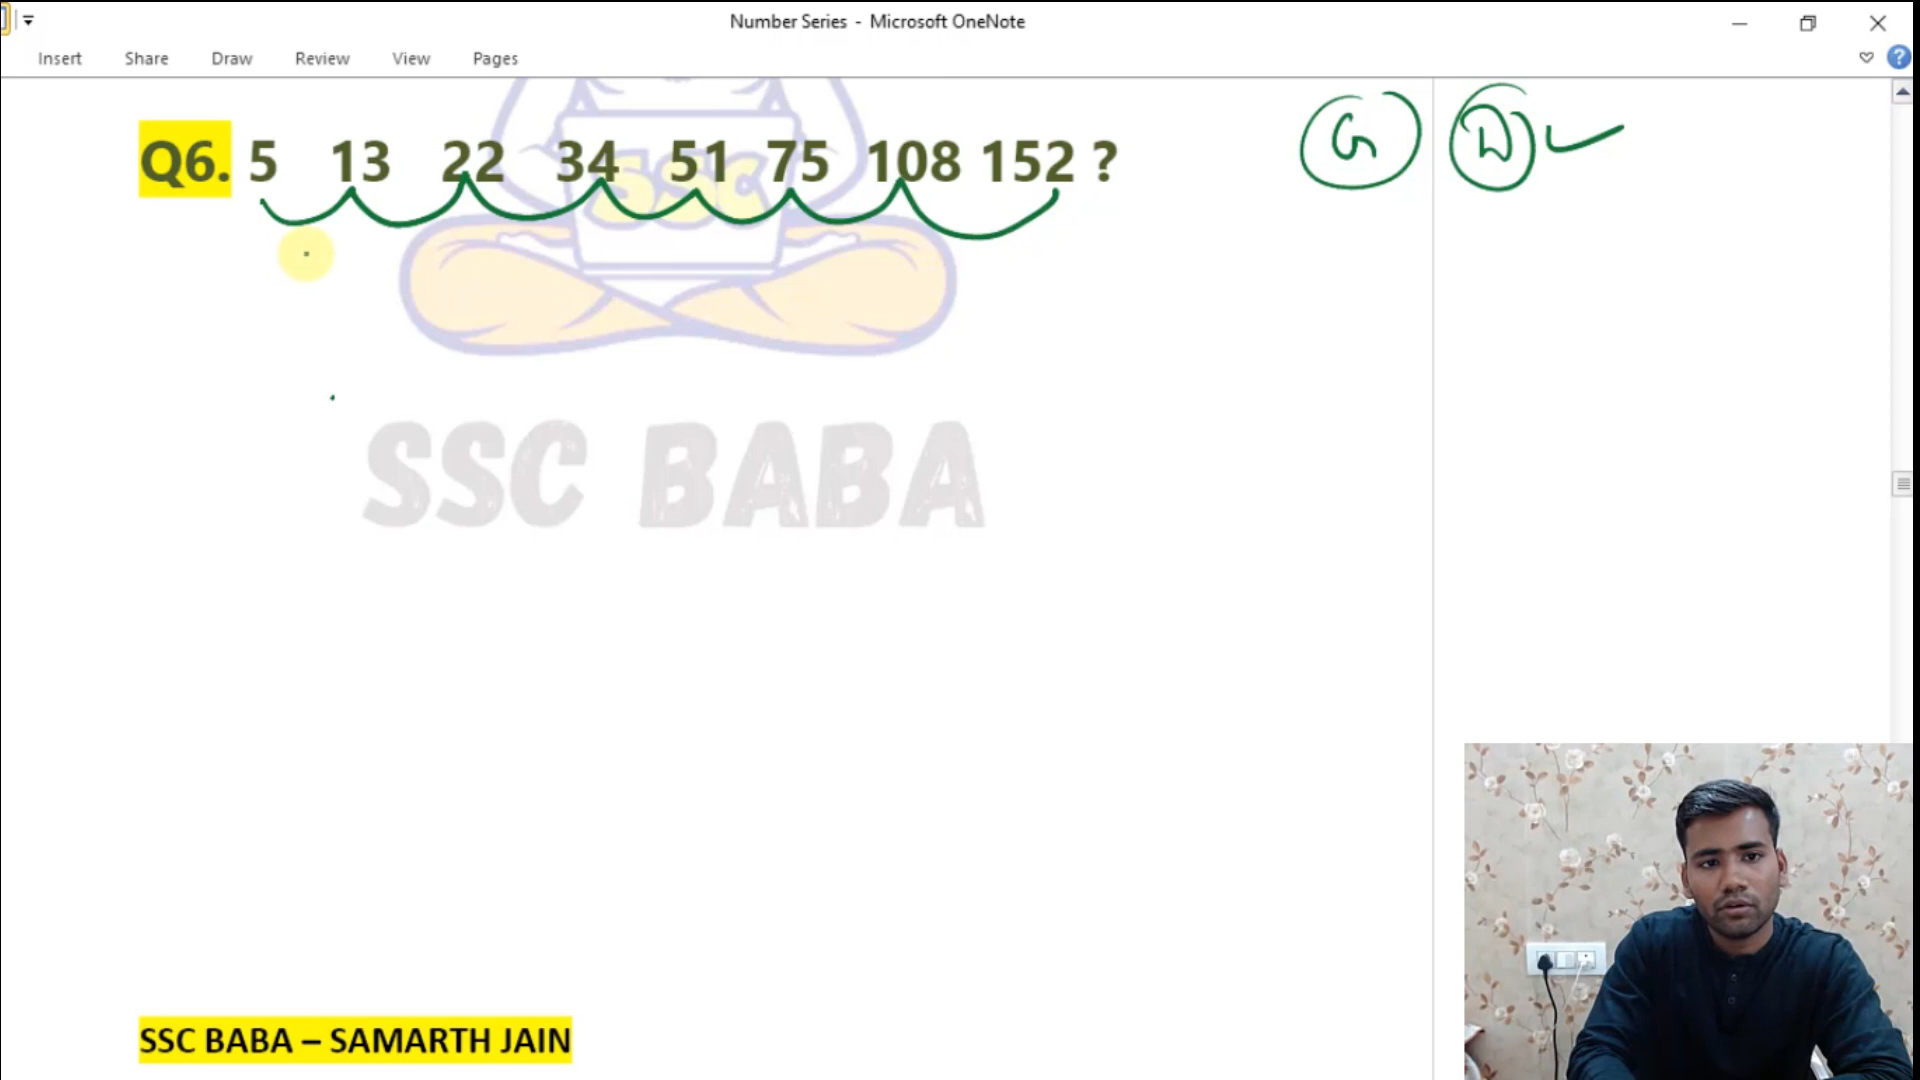 Number Series - Microsoft OneNote
Insert Share Draw Review View Pages
?
Q6. 5 13 22 34 51 75 108 152 ?
G D
SSC
SSC BABA
SSC BABA – SAMARTH JAIN